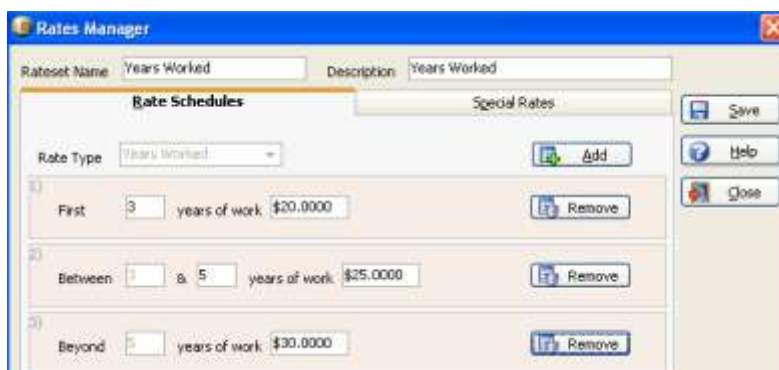 Rates Manager
Rateset Name Years Worked Description Years Worked
Rate Schedules Special Rates
Save
Rate Type Years Worked Add
Help
1)
First 3 years of work $20.0000 Remove
Close
2)
Between 3 & 5 years of work $25.0000 Remove
3)
Beyond 5 years of work $30.0000 Remove